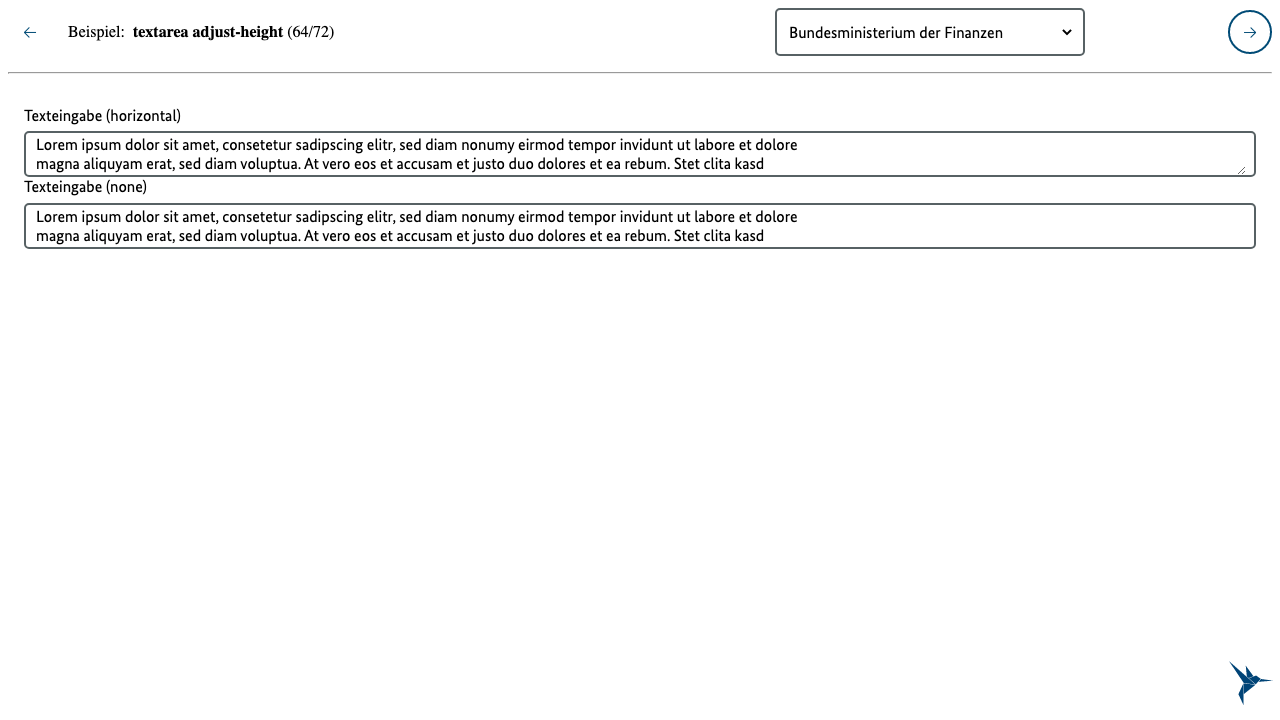 Beispiel: textarea adjust-height (64/72)
Bundesministerium der Finanzen
Texteingabe (horizontal)
Lorem ipsum dolor sit amet, consetetur sadipscing elitr, sed diam nonumy eirmod tempor invidunt ut labore et dolore
magna aliquyam erat, sed diam voluptua. At vero eos et accusam et justo duo dolores et ea rebum. Stet clita kasd
Texteingabe (none)
Lorem ipsum dolor sit amet, consetetur sadipscing elitr, sed diam nonumy eirmod tempor invidunt ut labore et dolore
magna aliquyam erat, sed diam voluptua. At vero eos et accusam et justo duo dolores et ea rebum. Stet clita kasd